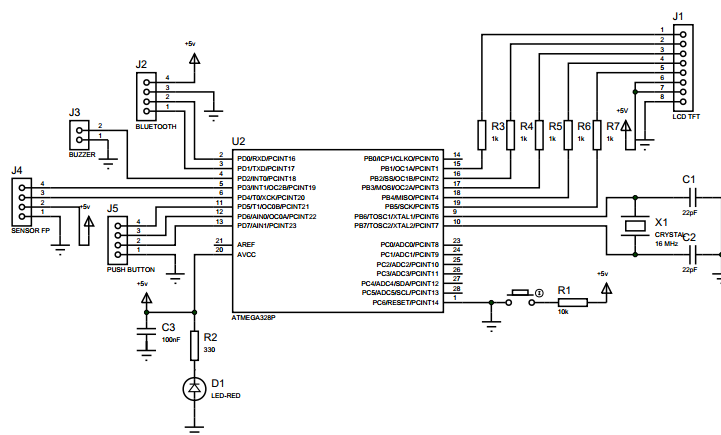 J1
1
2
3
4
5
6
7
8
LCD TFT
+5V
R3
1k
R4
1k
R5
1k
R6
1k
R7
1k
+5v
J2
4
3
2
1
BLUETOOTH
J3
2
1
BUZZER
J4
4
3
2
1
SENSOR FP
+5v
J5
4
3
2
1
PUSH BUTTON
U2
2 PD0/RXD/PCINT16
3 PD1/TXD/PCINT17
4 PD2/INT0/PCINT18
5 PD3/INT1/OC2B/PCINT19
6 PD4/T0/XCK/PCINT20
11 PD5/T1/OC0B/PCINT21
12 PD6/AIN0/OC0A/PCINT22
13 PD7/AIN1/PCINT23
21 AREF
20 AVCC
PB0/ICP1/CLKO/PCINT0 14
PB1/OC1A/PCINT1 15
PB2/SS/OC1B/PCINT2 16
PB3/MOSI/OC2A/PCINT3 17
PB4/MISO/PCINT4 18
PB5/SCK/PCINT5 19
PB6/TOSC1/XTAL1/PCINT6 9
PB7/TOSC2/XTAL2/PCINT7 10
PC0/ADC0/PCINT8 23
PC1/ADC1/PCINT9 24
PC2/ADC2/PCINT10 25
PC3/ADC3/PCINT11 26
PC4/ADC4/SDA/PCINT12 27
PC5/ADC5/SCL/PCINT13 28
PC6/RESET/PCINT14 1
ATMEGA328P
C1
22pF
X1
CRYSTAL
16 MHz
C2
22pF
R1
10k
+5v
+5v
C3
100nF
R2
330
D1
LED-RED